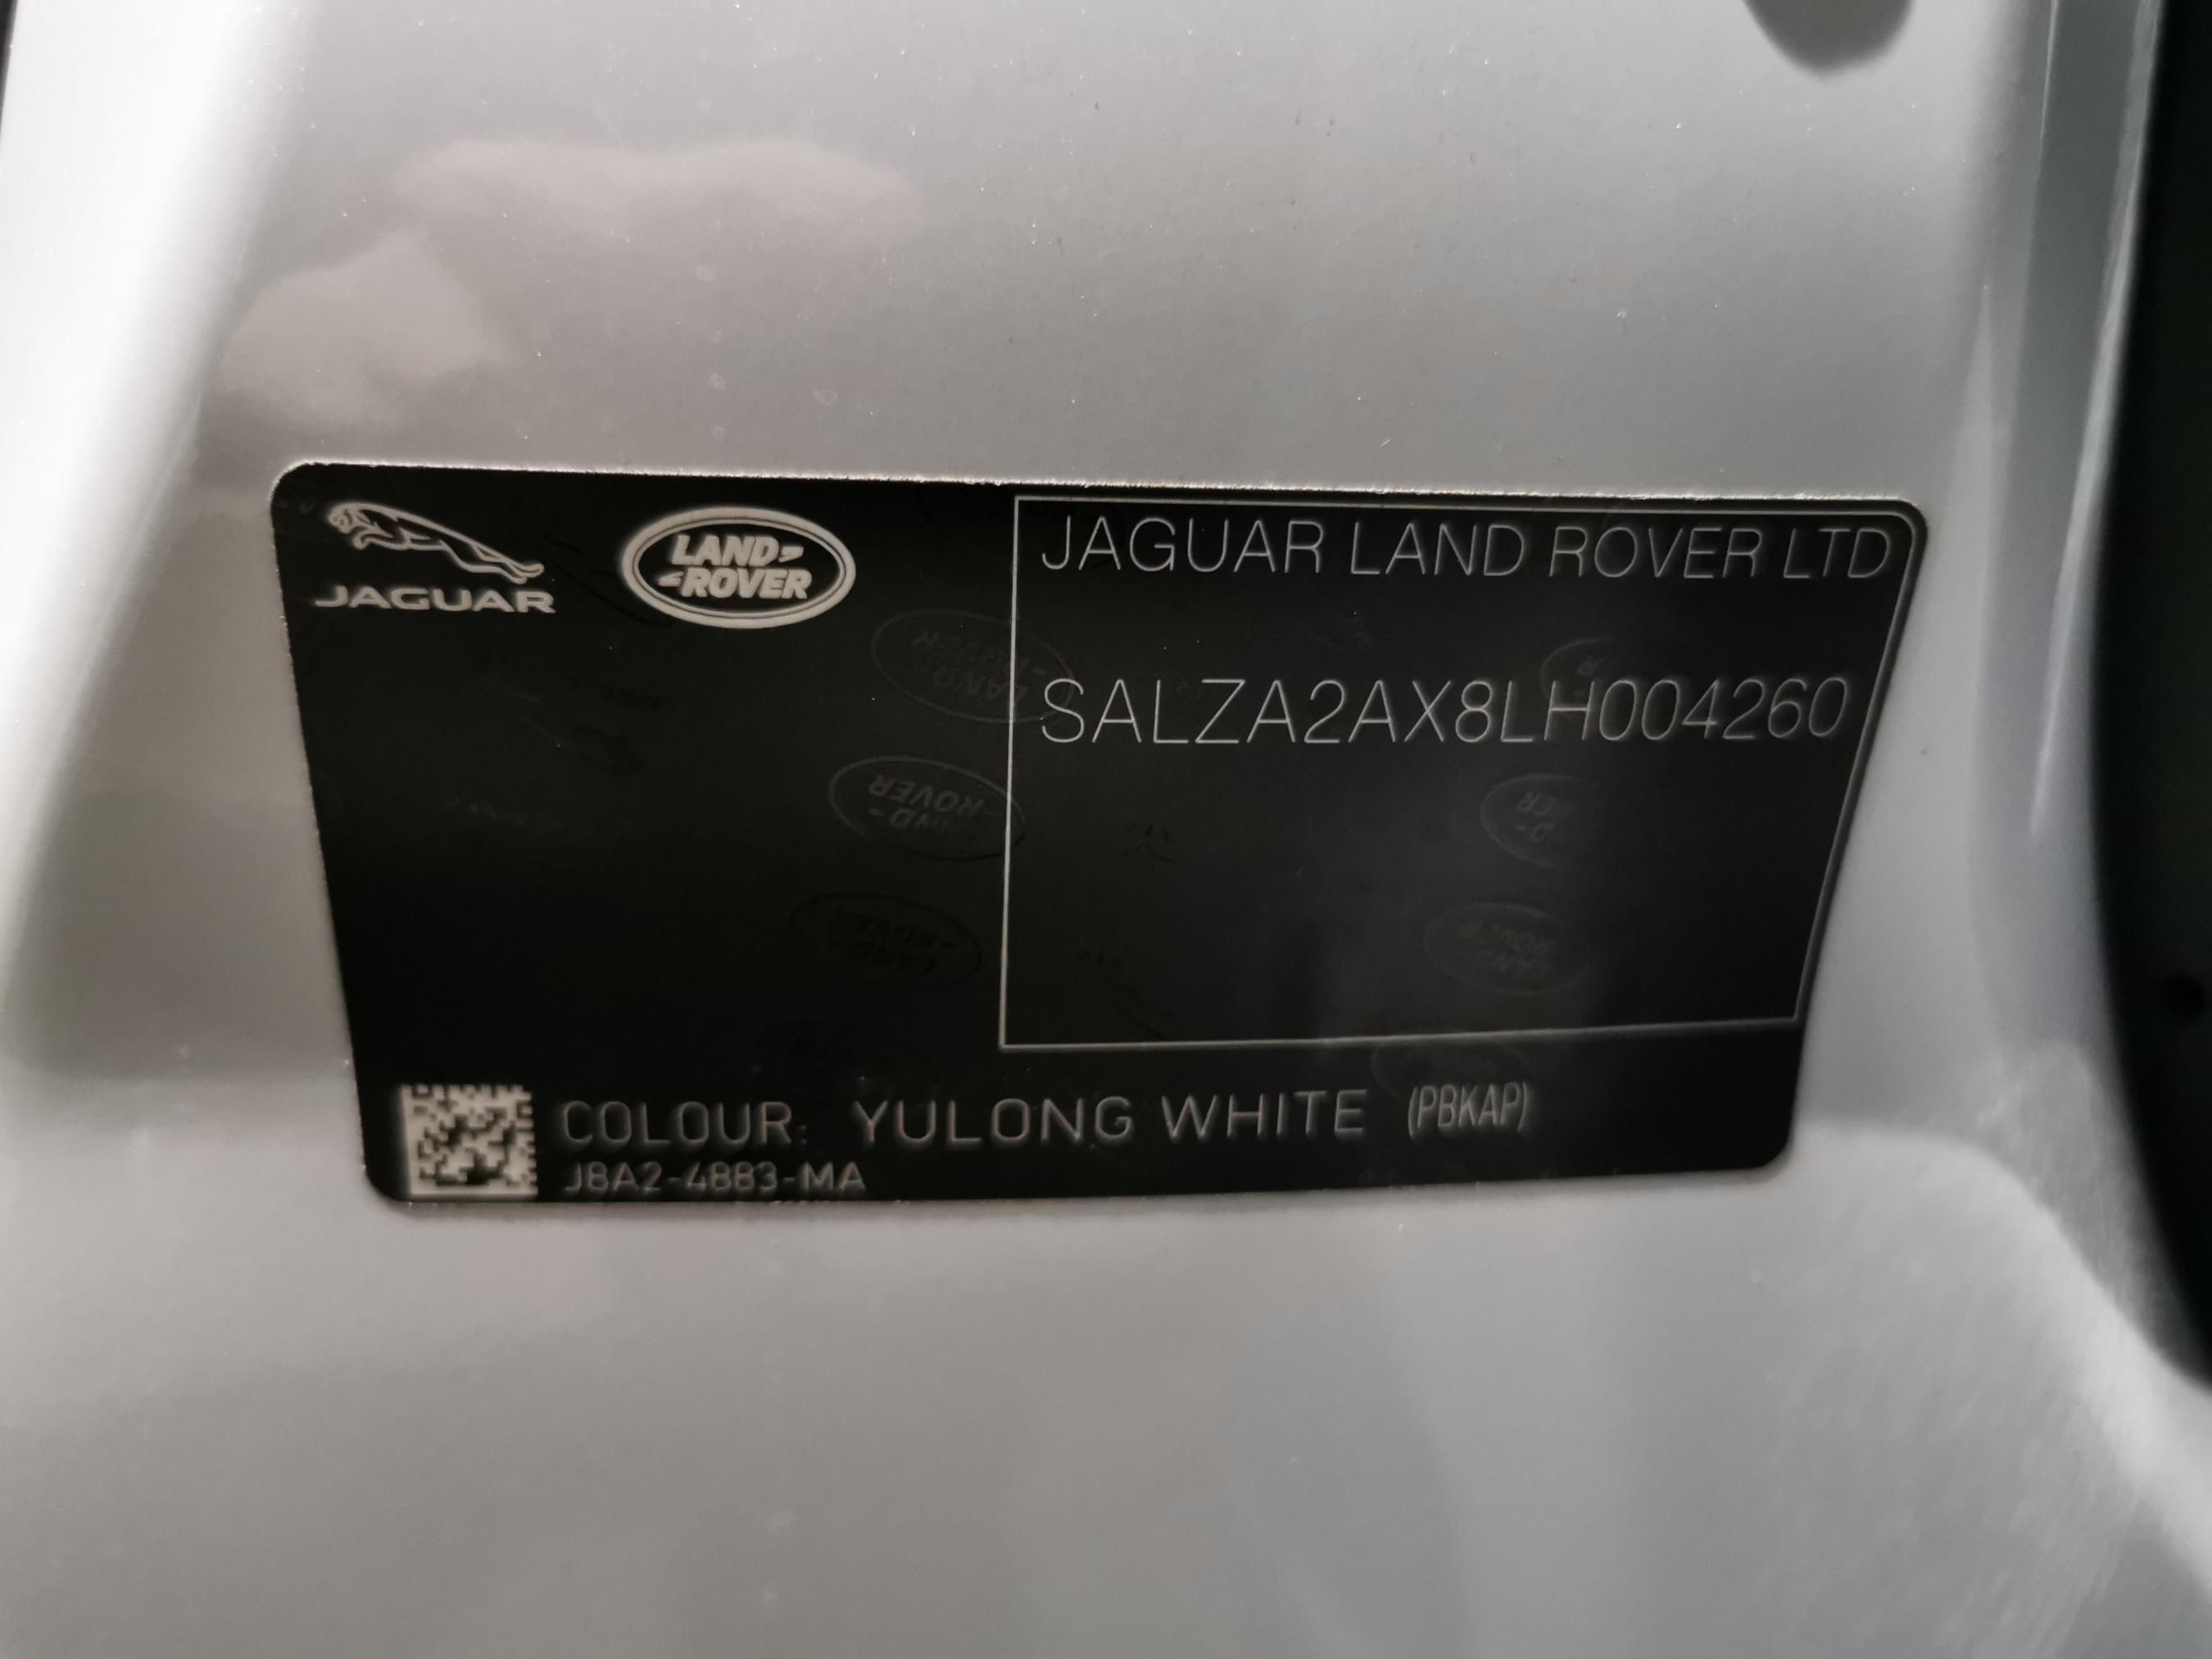 JAGUAR
LAND-
-ROVER
JAGUAR LAND ROVER LTD
SALZA2AX8LH004260
COLOUR: YULONG WHITE (PBKAP)
J8A2-4883-MA